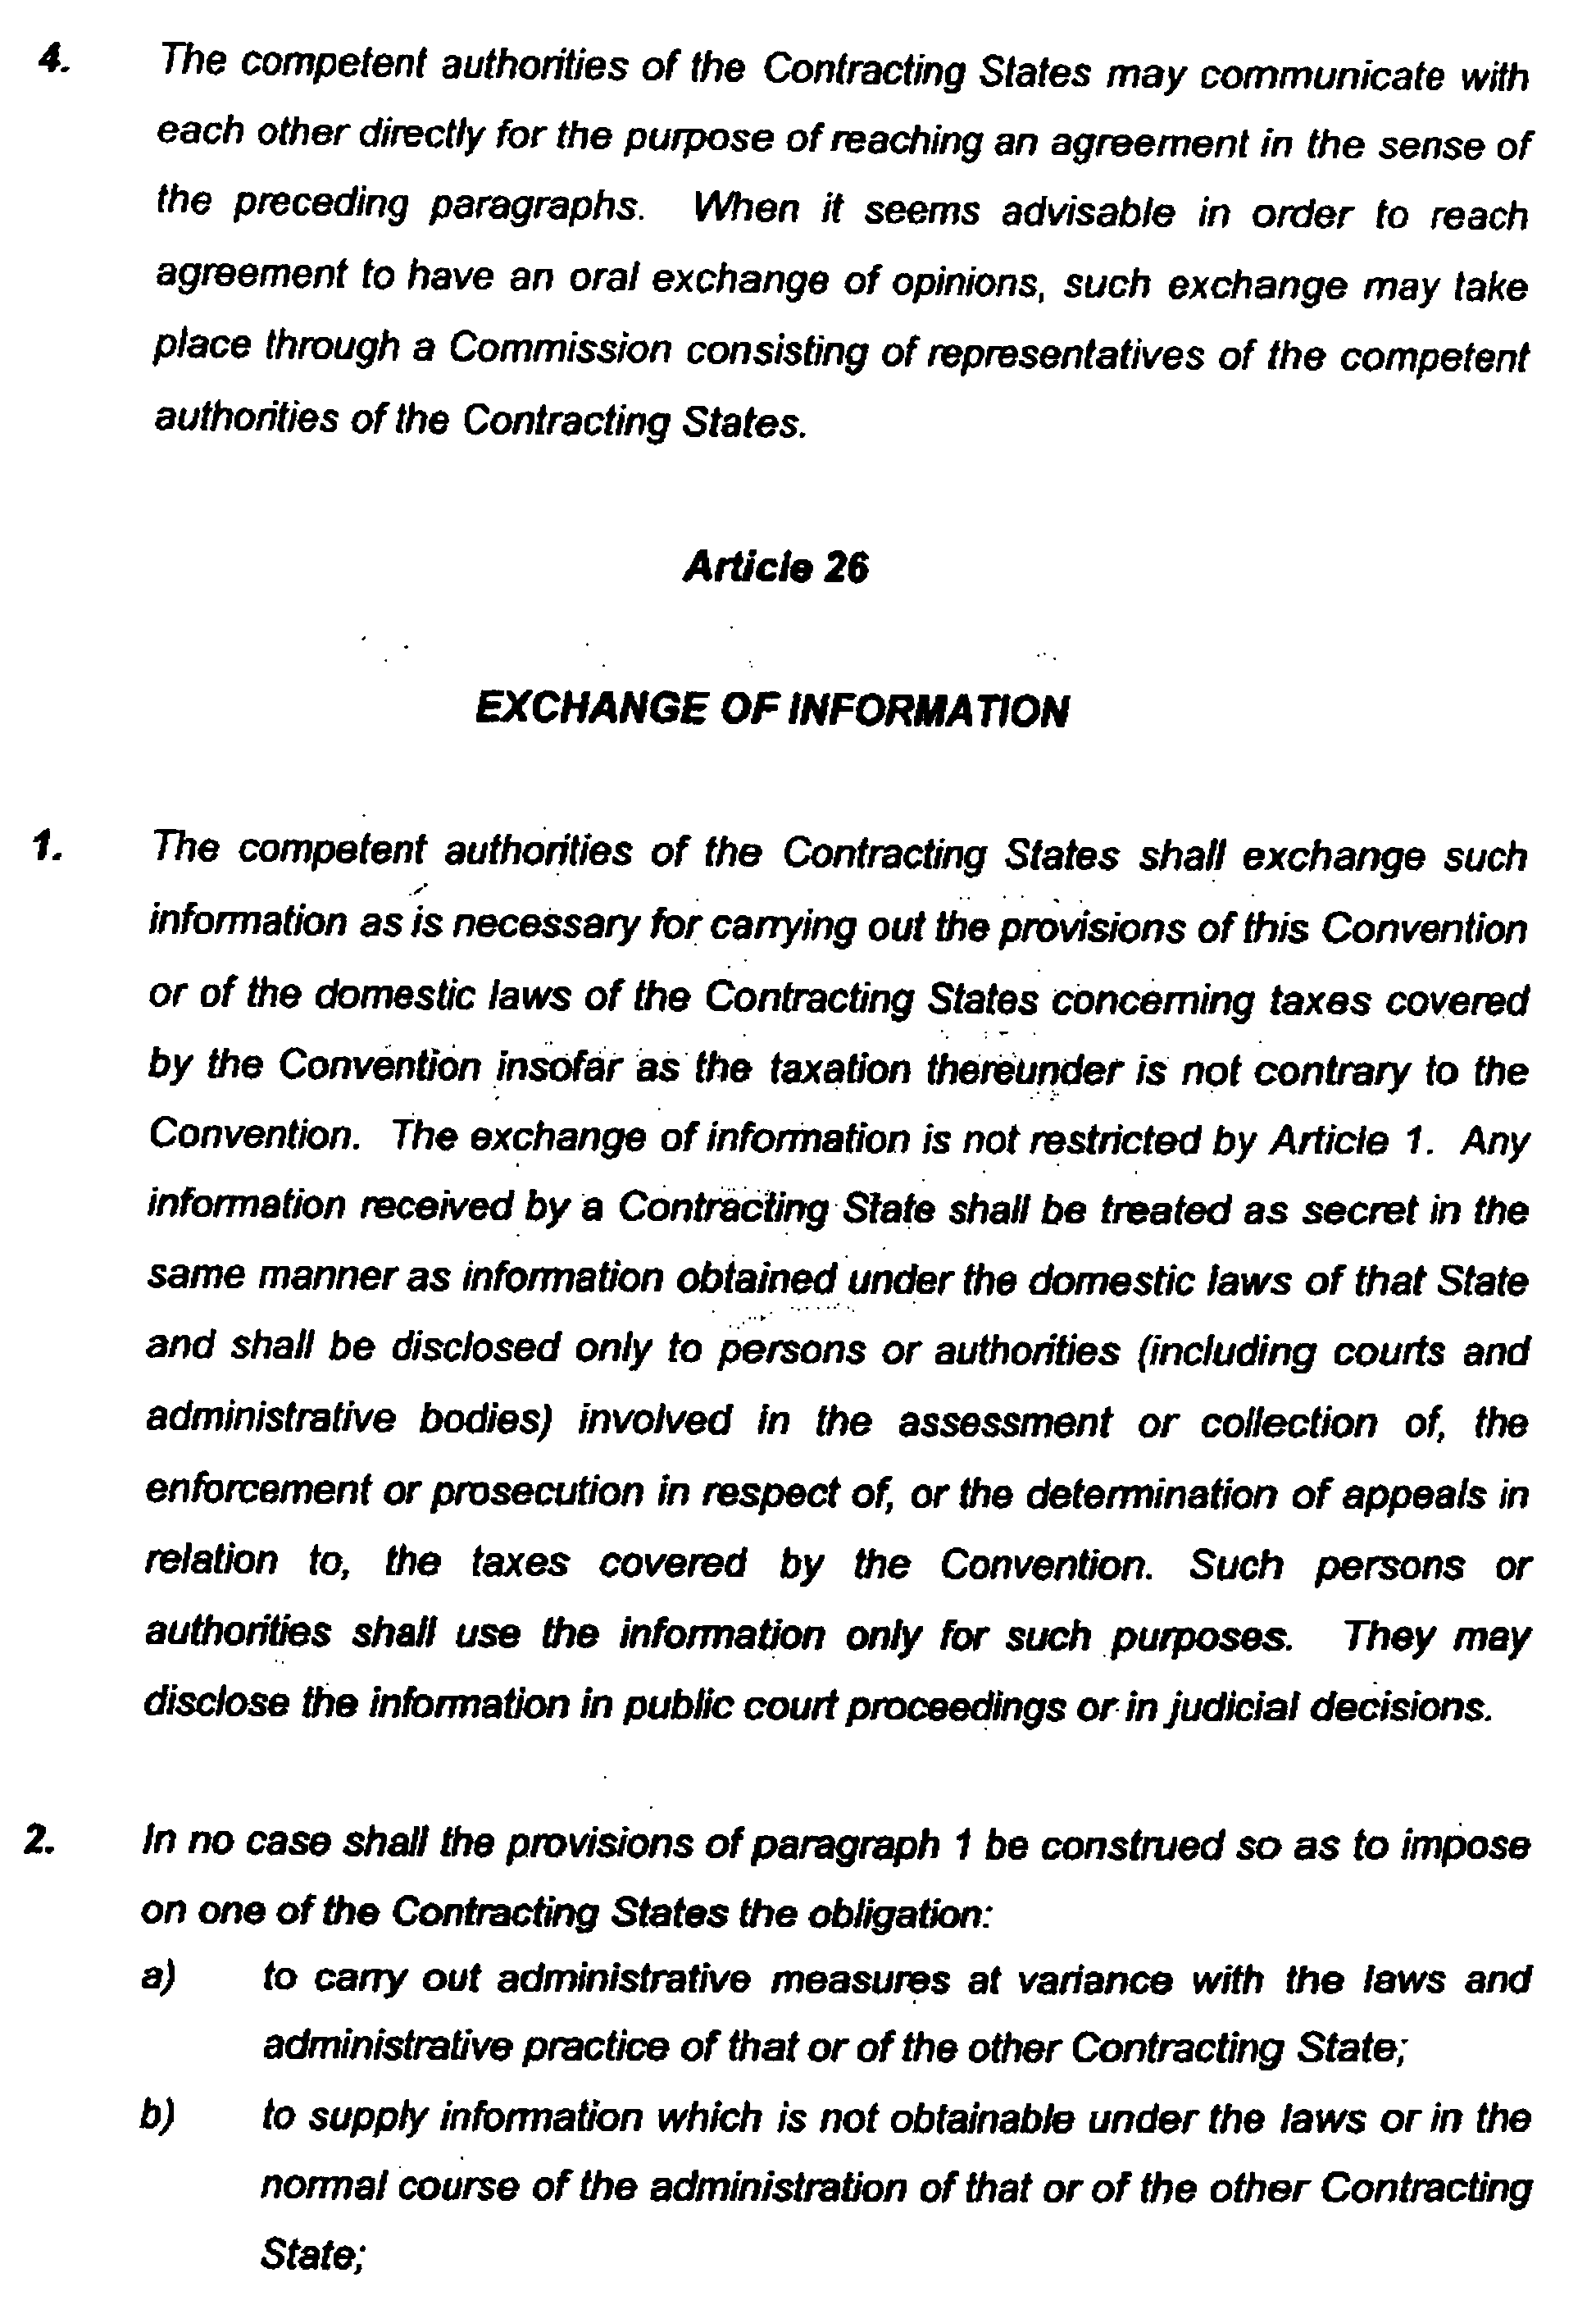 4. The competent authorities of the Contracting States may communicate with
each other directly for the purpose of reaching an agreement in the sense of
the preceding paragraphs. When it seems advisable in order to reach
agreement to have an oral exchange of opinions, such exchange may take
place through a Commission consisting of representatives of the competent
authorities of the Contracting States.
Article 26
EXCHANGE OF INFORMATION
1. The competent authorities of the Contracting States shall exchange such
information as is necessary for carrying out the provisions of this Convention
or of the domestic laws of the Contracting States concerning taxes covered
by the Convention insofar as the taxation thereunder is not contrary to the
Convention. The exchange of information is not restricted by Article 1. Any
information received by a Contracting State shall be treated as secret in the
same manner as information obtained under the domestic laws of that State
and shall be disclosed only to persons or authorities (including courts and
administrative bodies) involved in the assessment or collection of, the
enforcement or prosecution in respect of, or the determination of appeals in
relation to, the taxes covered by the Convention. Such persons or
authorities shall use the information only for such purposes. They may
disclose the information in public court proceedings or in judicial decisions.
2. In no case shall the provisions of paragraph 1 be construed so as to impose
on one of the Contracting States the obligation:
a) to carry out administrative measures at variance with the laws and
administrative practice of that or of the other Contracting State;
b) to supply information which is not obtainable under the laws or in the
normal course of the administration of that or of the other Contracting
State;